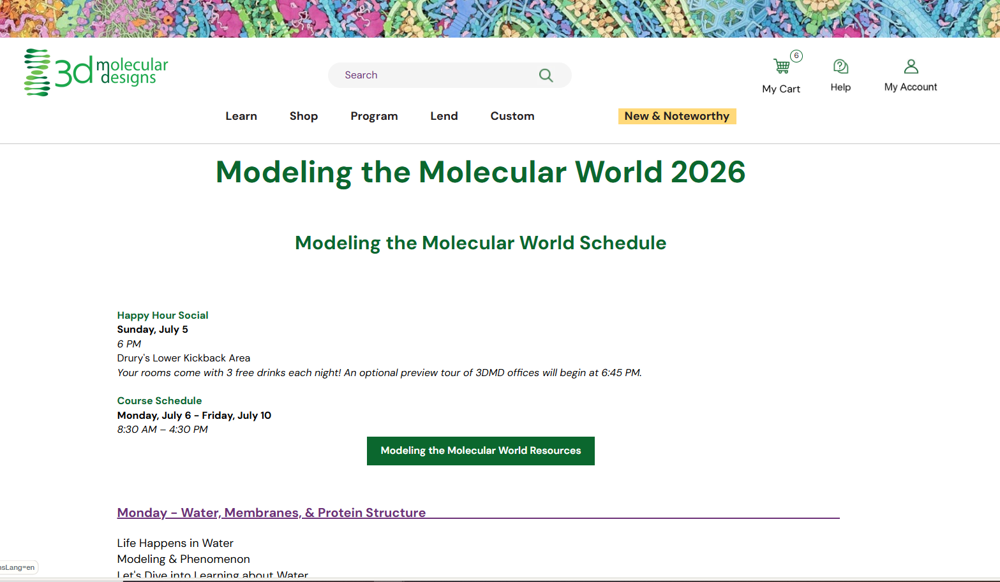 3d molecular designs
Search
6
My Cart
Help
My Account
Learn
Shop
Program
Lend
Custom
New & Noteworthy
Modeling the Molecular World 2026
Modeling the Molecular World Schedule
Happy Hour Social
Sunday, July 5
6 PM
Drury's Lower Kickback Area
Your rooms come with 3 free drinks each night! An optional preview tour of 3DMD offices will begin at 6:45 PM.
Course Schedule
Monday, July 6 - Friday, July 10
8:30 AM – 4:30 PM
Modeling the Molecular World Resources
Monday - Water, Membranes, & Protein Structure
Life Happens in Water
Modeling & Phenomenon
Let's Dive into Learning about Water
nsLang=en